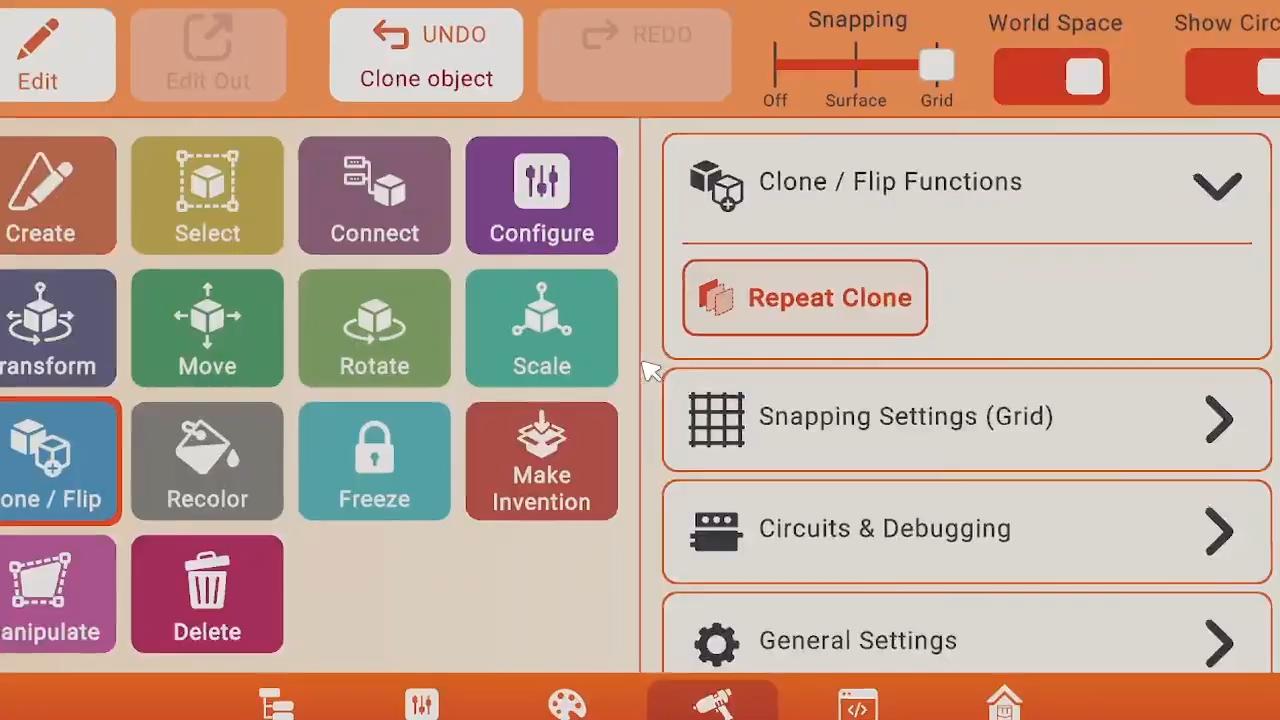 Edit
Edit Out
UNDO
Clone object
REDO
Snapping
Off
Surface
Grid
World Space
Show Circ
Create
Select
Connect
Configure
ransform
Move
Rotate
Scale
one / Flip
Recolor
Freeze
Make
Invention
anipulate
Delete
Clone / Flip Functions
Repeat Clone
Snapping Settings (Grid)
Circuits & Debugging
General Settings